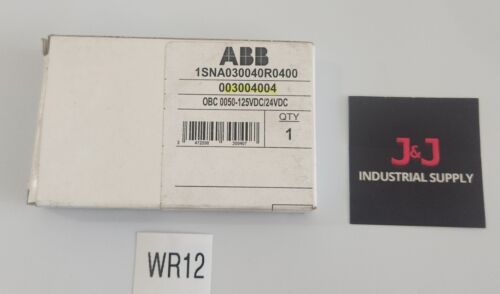 ABB
1SNA030040R0400
003004004
OBC 0050-125VDC/24VDC
QTY
1
J&J
INDUSTRIAL SUPPLY
WR12